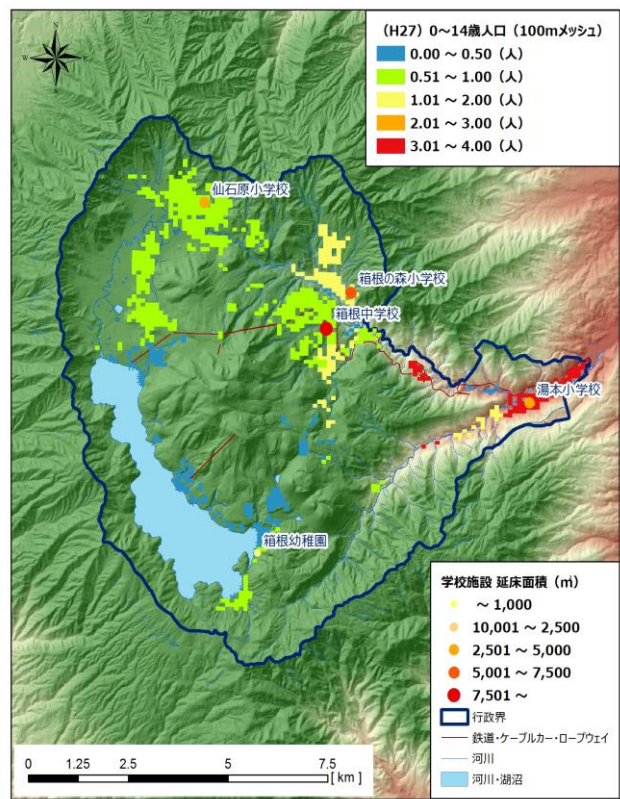 (H27) 0～14歳人口 (100mメッシュ)
0.00 ～ 0.50 (人)
0.51 ～ 1.00 (人)
1.01 ～ 2.00 (人)
2.01 ～ 3.00 (人)
3.01 ～ 4.00 (人)
N
W
E
S
仙石原小学校
箱根の森小学校
箱根中学校
湯本小学校
箱根幼稚園
学校施設 延床面積 (㎡)
～ 1,000
10,001 ～ 2,500
2,501 ～ 5,000
5,001 ～ 7,500
7,501 ～
行政界
鉄道・ケーブルカー・ロープウェイ
河川
河川・湖沼
0 1.25 2.5 5 7.5
[ km ]